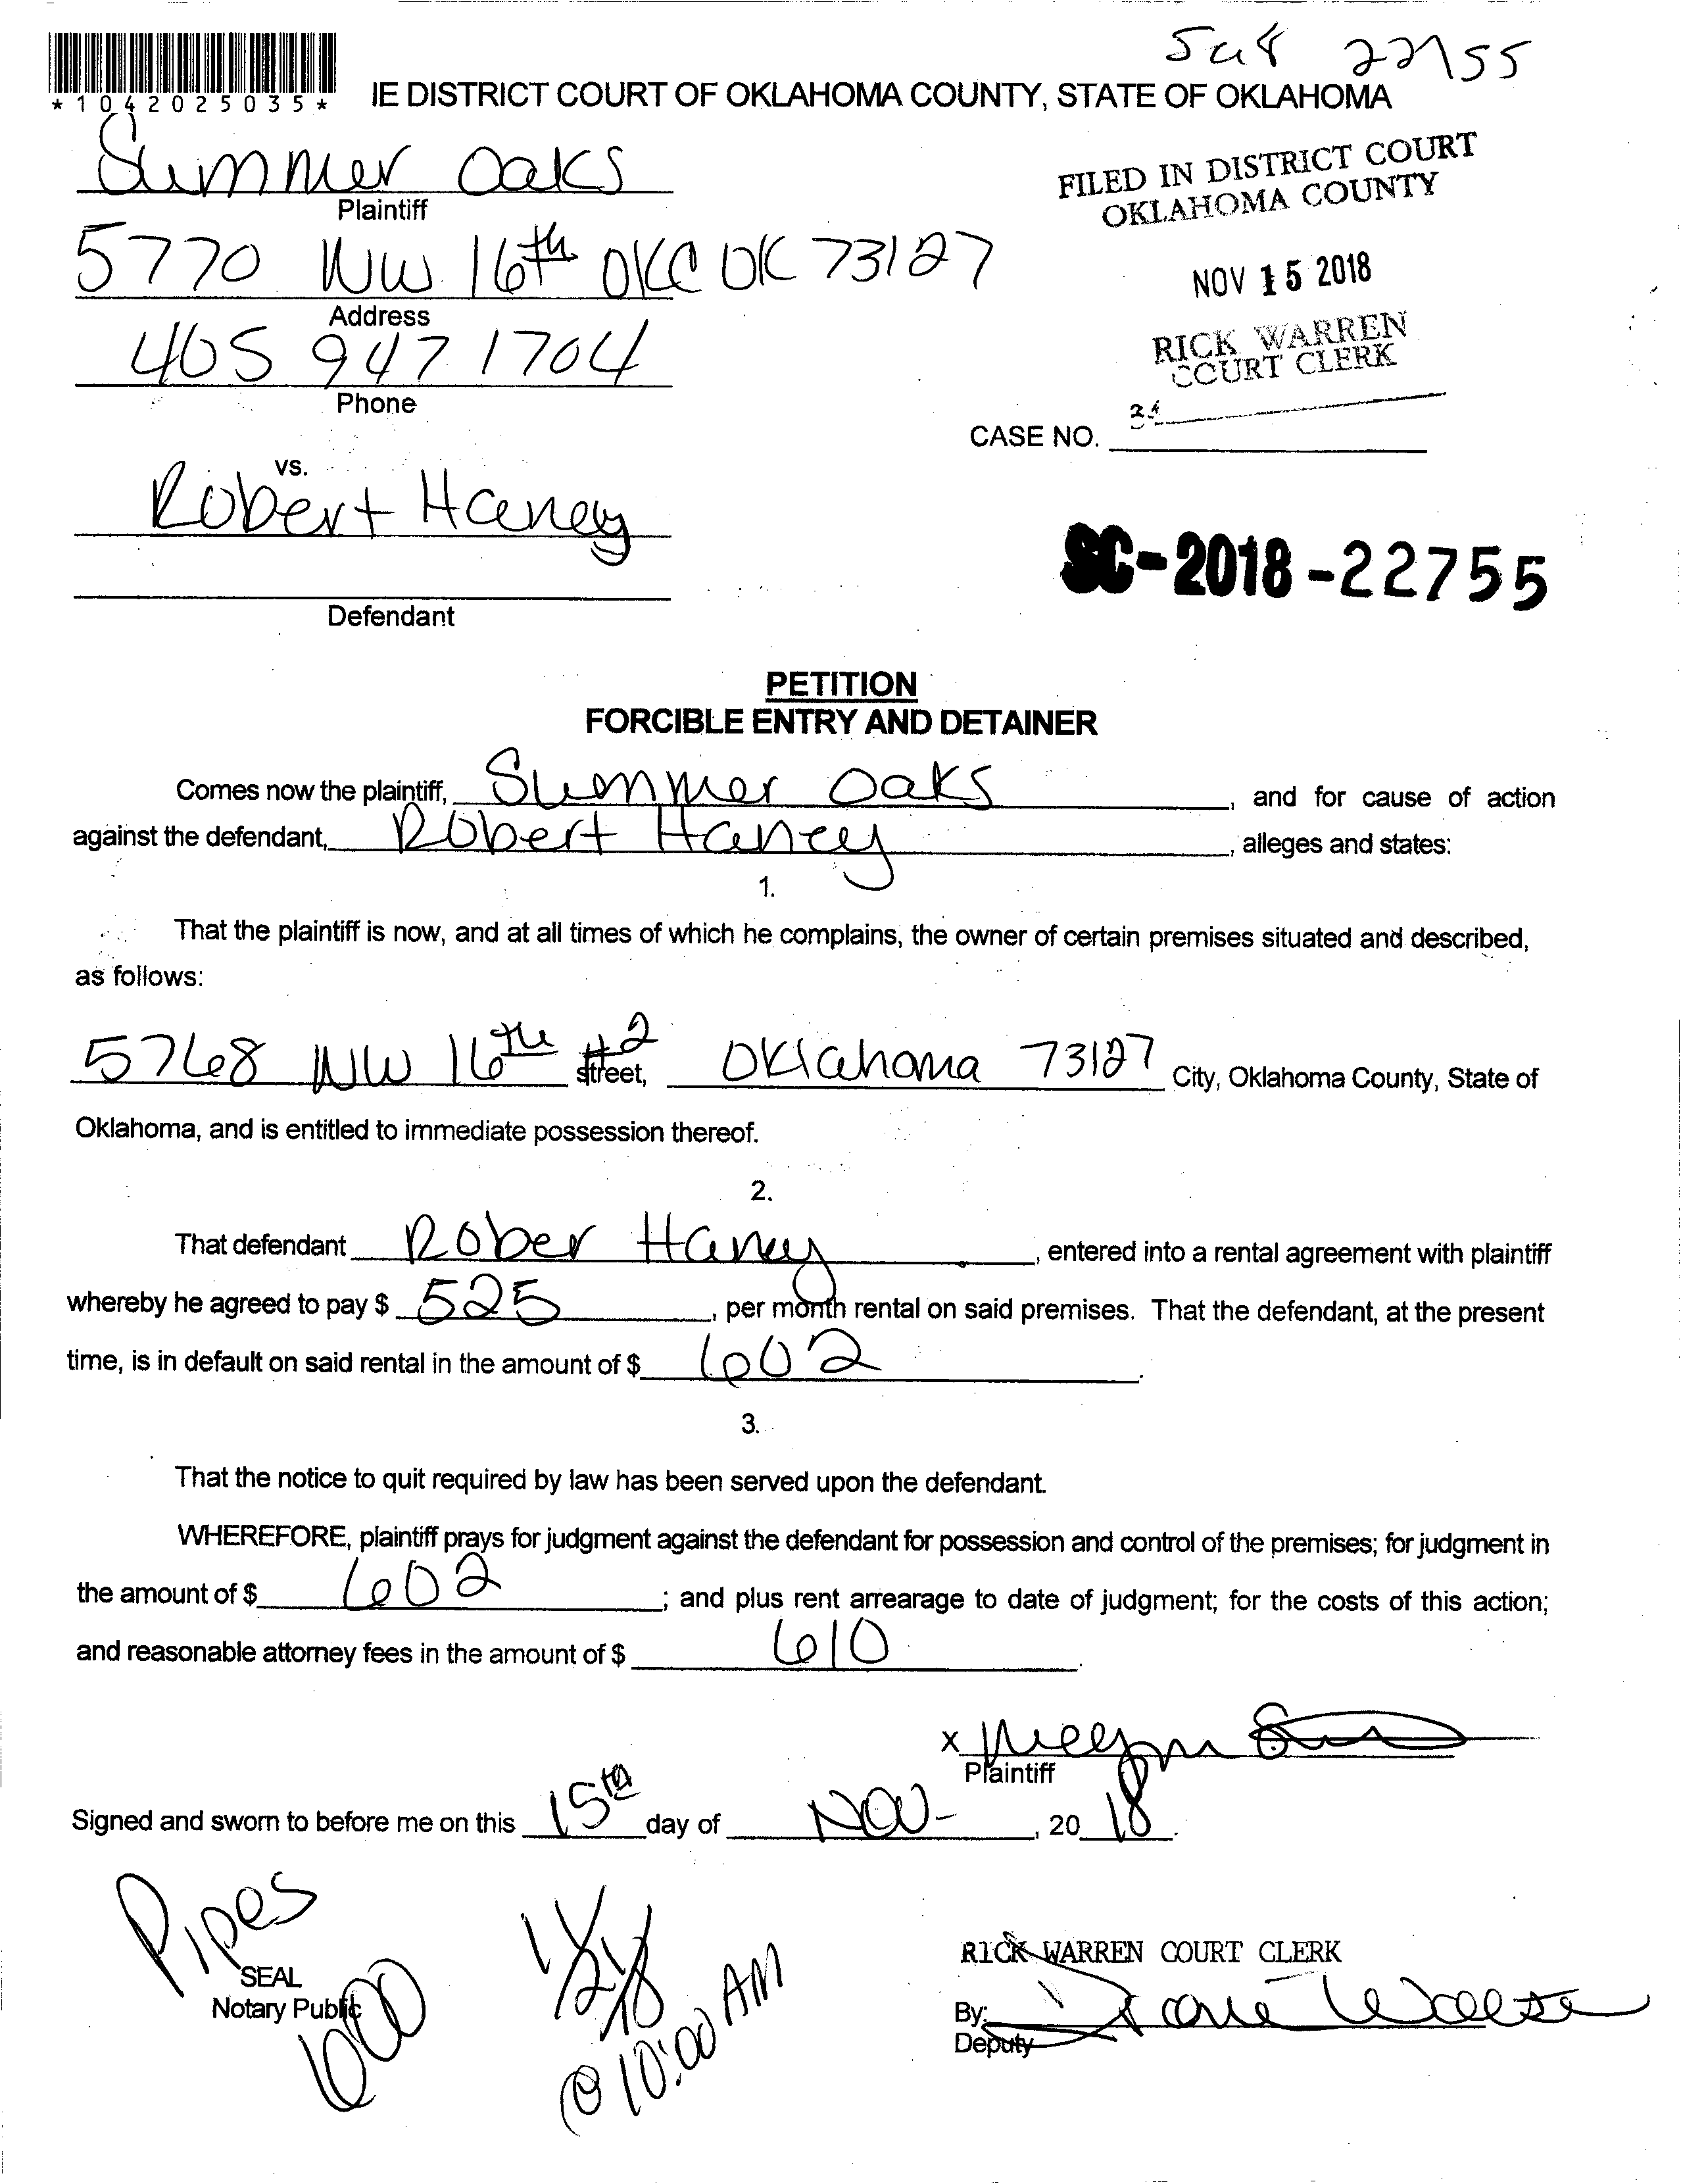 22755
*1042025035*
IE DISTRICT COURT OF OKLAHOMA COUNTY, STATE OF OKLAHOMA
Summer Oaks
Plaintiff
FILED IN DISTRICT COURT
OKLAHOMA COUNTY
5770 NW 16th OKC OK 73127
Address
NOV 15 2018
405 947 1704
Phone
RICK WARREN
COURT CLERK
CASE NO.
vs.
Robert Haney
SC-2018-22755
Defendant
PETITION
FORCIBLE ENTRY AND DETAINER
Comes now the plaintiff, Summer Oaks, and for cause of action
against the defendant, Robert Haney, alleges and states:
1.
That the plaintiff is now, and at all times of which he complains, the owner of certain premises situated and described,
as follows:
5768 NW 16th #2 street, Oklahoma 73127 City, Oklahoma County, State of
Oklahoma, and is entitled to immediate possession thereof.
2.
That defendant Rober Haney, entered into a rental agreement with plaintiff
whereby he agreed to pay $ 525, per month rental on said premises. That the defendant, at the present
time, is in default on said rental in the amount of $ 602.
3.
That the notice to quit required by law has been served upon the defendant.
WHEREFORE, plaintiff prays for judgment against the defendant for possession and control of the premises; for judgment in
the amount of $ 602; and plus rent arrearage to date of judgment; for the costs of this action;
and reasonable attorney fees in the amount of $ 610.
x
Plaintiff
Signed and sworn to before me on this 15th day of Nov-, 20 18.
Pipes
SEAL
Notary Public
600
@ 10:00 AM
RICK WARREN COURT CLERK
By:
Deputy